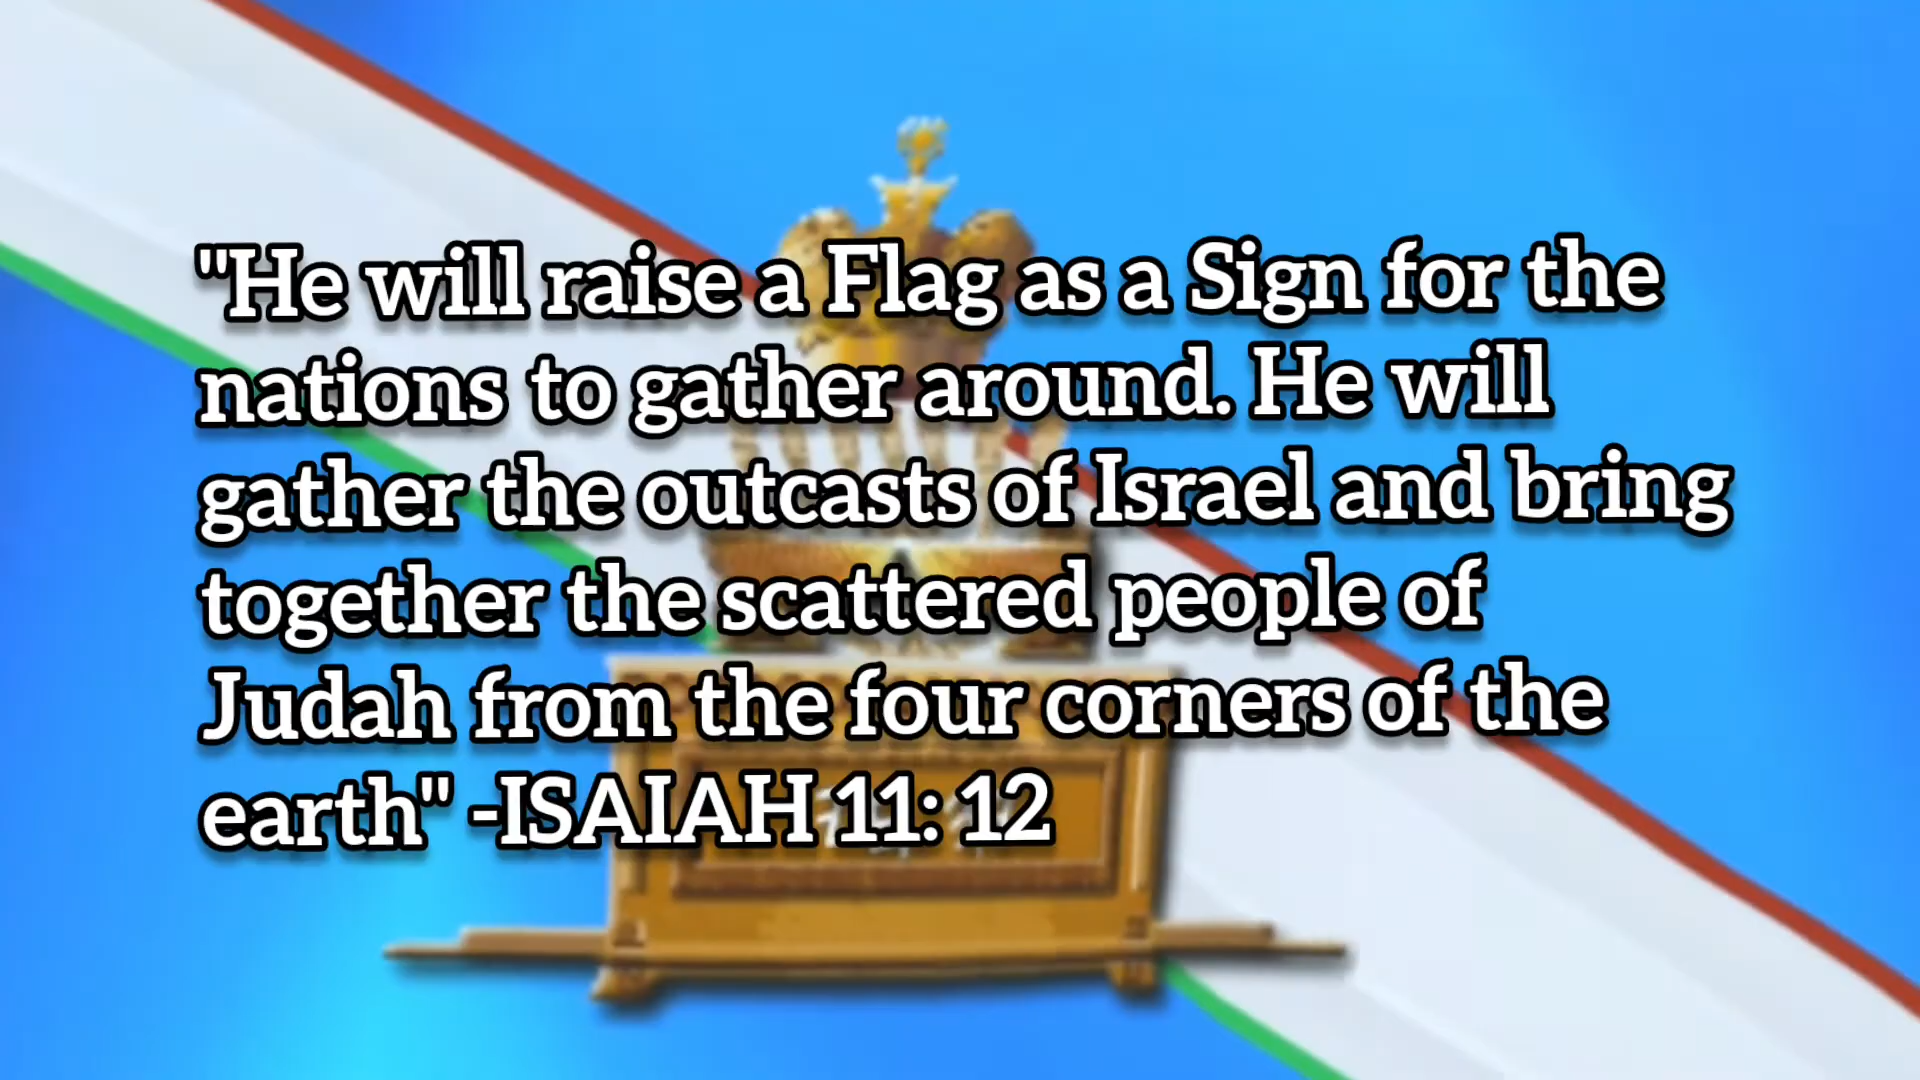 "He will raise a Flag as a Sign for the
nations to gather around. He will
gather the outcasts of Israel and bring
together the scattered people of
Judah from the four corners of the
earth" -ISAIAH 11: 12